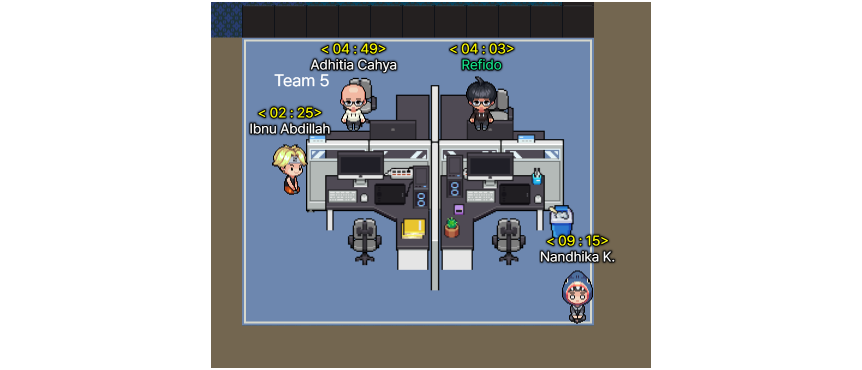 < 04 : 49>
Adhitia Cahya
< 04 : 03>
Refido
Team 5
< 02 : 25>
Ibnu Abdillah
< 09 : 15>
Nandhika K.